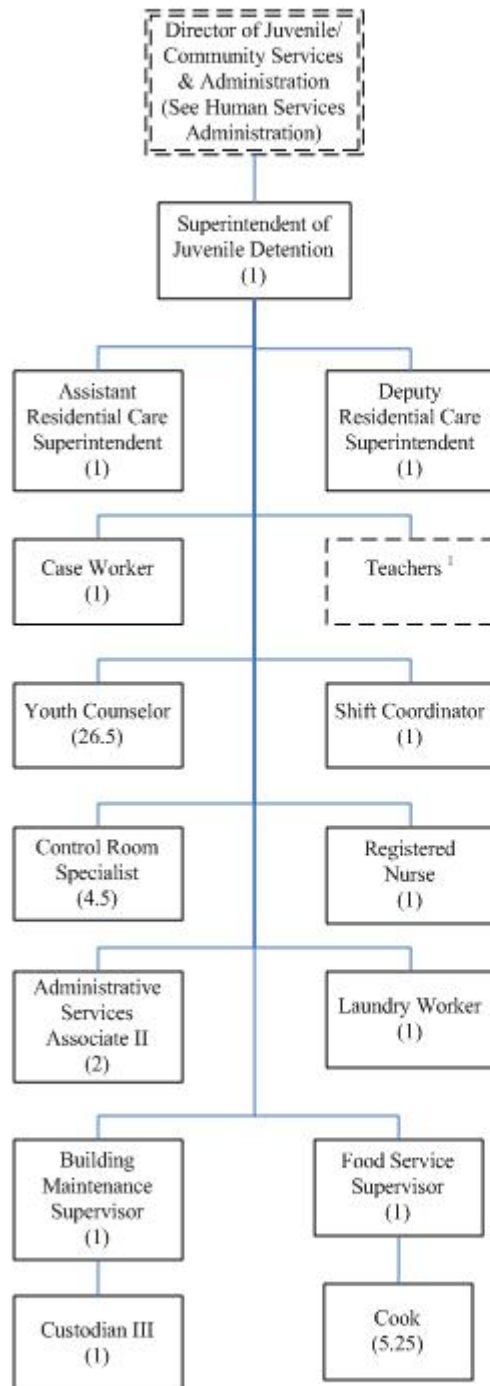 Director of Juvenile/
Community Services
& Administration
(See Human Services
Administration)
Superintendent of
Juvenile Detention
(1)
Assistant
Residential Care
Superintendent
(1)
Deputy
Residential Care
Superintendent
(1)
Case Worker
(1)
Teachers 1
Youth Counselor
(26.5)
Shift Coordinator
(1)
Control Room
Specialist
(4.5)
Registered
Nurse
(1)
Administrative
Services
Associate II
(2)
Laundry Worker
(1)
Building
Maintenance
Supervisor
(1)
Food Service
Supervisor
(1)
Custodian III
(1)
Cook
(5.25)